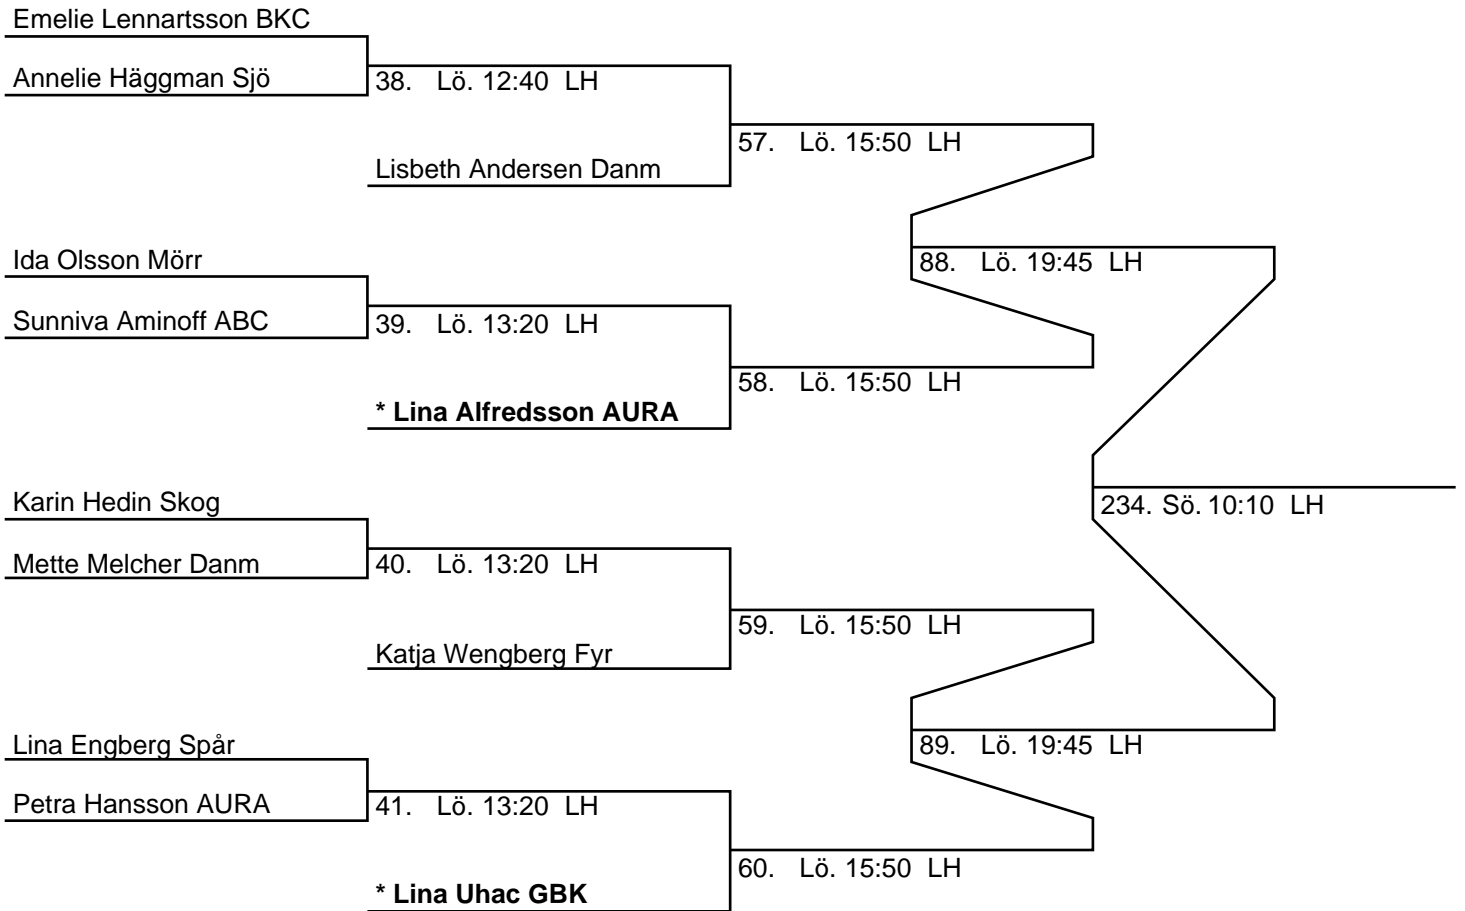 Emelie Lennartsson BKC
Annelie Häggman Sjö
38. Lö. 12:40 LH
57. Lö. 15:50 LH
Lisbeth Andersen Danm
Ida Olsson Mörr
88. Lö. 19:45 LH
Sunniva Aminoff ABC
39. Lö. 13:20 LH
58. Lö. 15:50 LH
* Lina Alfredsson AURA
Karin Hedin Skog
234. Sö. 10:10 LH
Mette Melcher Danm
40. Lö. 13:20 LH
59. Lö. 15:50 LH
Katja Wengberg Fyr
Lina Engberg Spår
89. Lö. 19:45 LH
Petra Hansson AURA
41. Lö. 13:20 LH
60. Lö. 15:50 LH
* Lina Uhac GBK